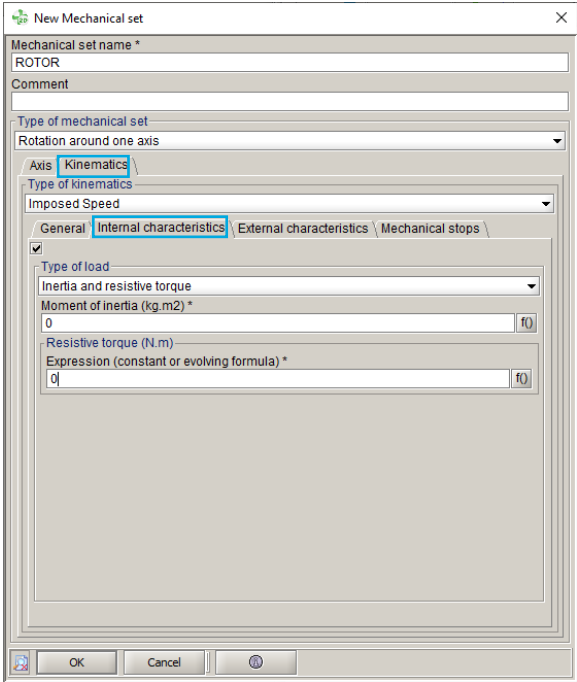 New Mechanical set
Mechanical set name *
ROTOR
Comment
Type of mechanical set
Rotation around one axis
Axis Kinematics
Type of kinematics
Imposed Speed
General Internal characteristics External characteristics Mechanical stops
Type of load
Inertia and resistive torque
Moment of inertia (kg.m2) *
0 f()
Resistive torque (N.m)
Expression (constant or evolving formula) *
0 f()
OK Cancel